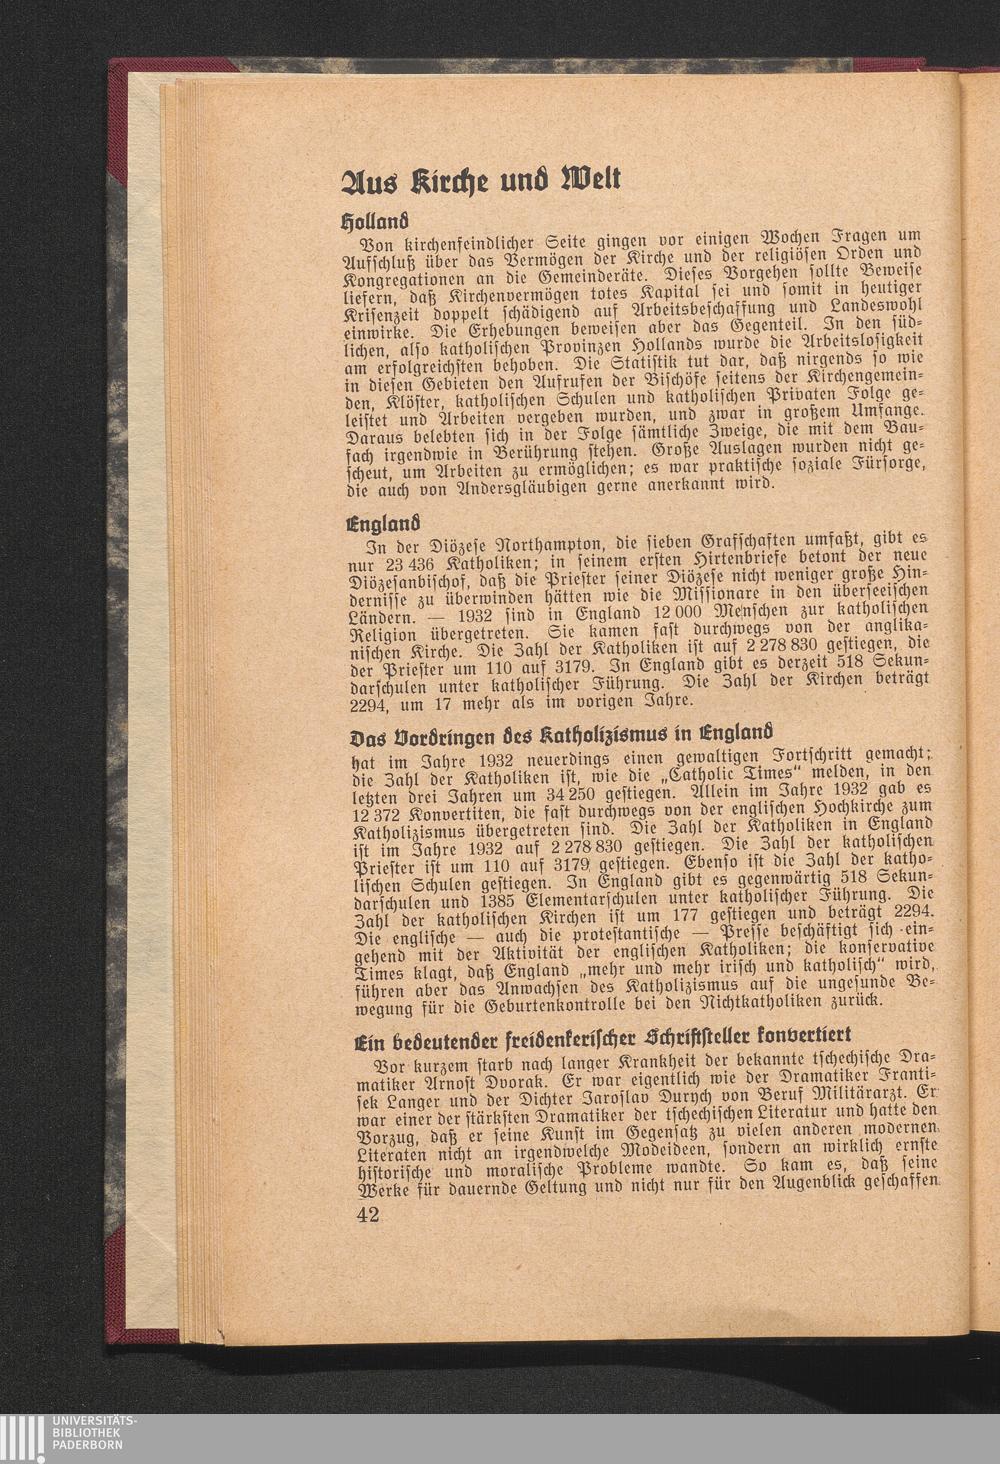 Aus Kirche und Welt
Holland
Von kirchenfeindlicher Seite gingen vor einigen Wochen Fragen um
Aufschluß über das Vermögen der Kirche und der religiösen Orden und
Kongregationen an die Gemeinderäte. Dieses Vorgehen sollte Beweise
liefern, daß Kirchenvermögen totes Kapital sei und somit in heutiger
Krisenzeit doppelt schädigend auf Arbeitsbeschaffung und Landeswohl
einwirke. Die Erhebungen beweisen aber das Gegenteil. In den süd-
lichen, also katholischen Provinzen Hollands wurde die Arbeitslosigkeit
am erfolgreichsten behoben. Die Statistik tut dar, daß nirgends so wie
in diesen Gebieten den Aufrufen der Bischöfe seitens der Kirchengemein-
den, Klöster, katholischen Schulen und katholischen Privaten Folge ge-
leistet und Arbeiten vergeben wurden, und zwar in großem Umfange.
Daraus belebten sich in der Folge sämtliche Zweige, die mit dem Bau-
fach irgendwie in Berührung stehen. Große Auslagen wurden nicht ge-
scheut, um Arbeiten zu ermöglichen; es war praktische soziale Fürsorge,
die auch von Andersgläubigen gerne anerkannt wird.
England
In der Diözese Northampton, die sieben Grafschaften umfaßt, gibt es
nur 23 436 Katholiken; in seinem ersten Hirtenbriefe betont der neue
Diözesanbischof, daß die Priester seiner Diözese nicht weniger große Hin-
dernisse zu überwinden hätten wie die Missionare in den überseeischen
Ländern. — 1932 sind in England 12 000 Menschen zur katholischen
Religion übergetreten. Sie kamen fast durchwegs von der anglika-
nischen Kirche. Die Zahl der Katholiken ist auf 2 278 830 gestiegen, die
der Priester um 110 auf 3179. In England gibt es derzeit 518 Sekun-
darschulen unter katholischer Führung. Die Zahl der Kirchen beträgt
2294, um 17 mehr als im vorigen Jahre.
Das Vordringen des Katholizismus in England
hat im Jahre 1932 neuerdings einen gewaltigen Fortschritt gemacht;
die Zahl der Katholiken ist, wie die „Catholic Times“ melden, in den
letzten drei Jahren um 34 250 gestiegen. Allein im Jahre 1932 gab es
12 372 Konvertiten, die fast durchwegs von der englischen Hochkirche zum
Katholizismus übergetreten sind. Die Zahl der Katholiken in England
ist im Jahre 1932 auf 2 278 830 gestiegen. Die Zahl der katholischen
Priester ist um 110 auf 3179 gestiegen. Ebenso ist die Zahl der katho-
lischen Schulen gestiegen. In England gibt es gegenwärtig 518 Sekun-
darschulen und 1385 Elementarschulen unter katholischer Führung. Die
Zahl der katholischen Kirchen ist um 177 gestiegen und beträgt 2294.
Die englische — auch die protestantische — Presse beschäftigt sich ein-
gehend mit der Aktivität der englischen Katholiken; die konservative
Times klagt, daß England „mehr und mehr irisch und katholisch“ wird,
führen aber das Anwachsen des Katholizismus auf die ungesunde Be-
wegung für die Geburtenkontrolle bei den Nichtkatholiken zurück.
Ein bedeutender freidenkerischer Schriftsteller konvertiert
Vor kurzem starb nach langer Krankheit der bekannte tschechische Dra-
matiker Arnost Dvorak. Er war eigentlich wie der Dramatiker Franti-
sek Langer und der Dichter Jaroslav Durych von Beruf Militärarzt. Er
war einer der stärksten Dramatiker der tschechischen Literatur und hatte den
Vorzug, daß er seine Kunst im Gegensatz zu vielen anderen modernen
Literaten nicht an irgendwelche Modeideen, sondern an wirklich ernste
historische und moralische Probleme wandte. So kam es, daß seine
Werke für dauernde Geltung und nicht nur für den Augenblick geschaffen
42
UNIVERSITÄTS-
BIBLIOTHEK
PADERBORN